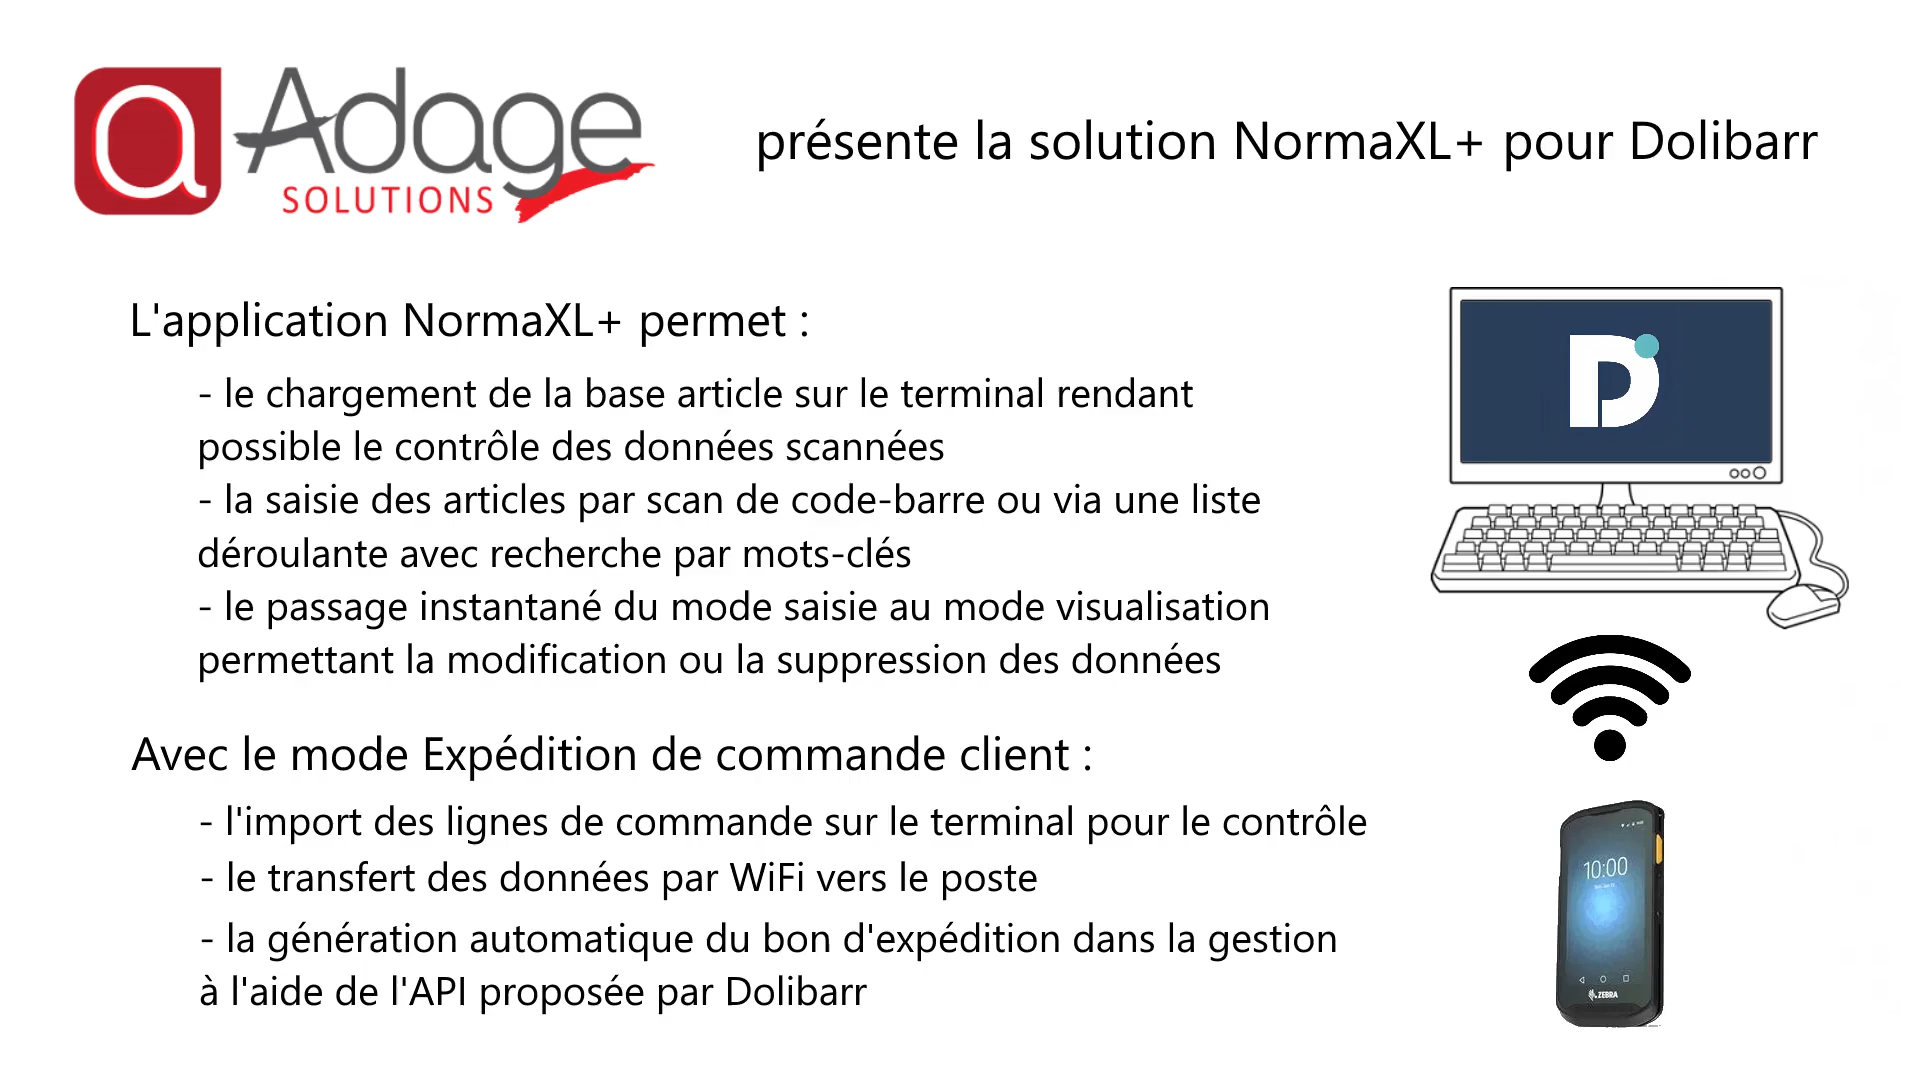 a Adage
SOLUTIONS
présente la solution NormaXL+ pour Dolibarr
L'application NormaXL+ permet :
- le chargement de la base article sur le terminal rendant
possible le contrôle des données scannées
- la saisie des articles par scan de code-barre ou via une liste
déroulante avec recherche par mots-clés
- le passage instantané du mode saisie au mode visualisation
permettant la modification ou la suppression des données
Avec le mode Expédition de commande client :
- l'import des lignes de commande sur le terminal pour le contrôle
- le transfert des données par WiFi vers le poste
- la génération automatique du bon d'expédition dans la gestion
à l'aide de l'API proposée par Dolibarr
D
10:00
ZEBRA